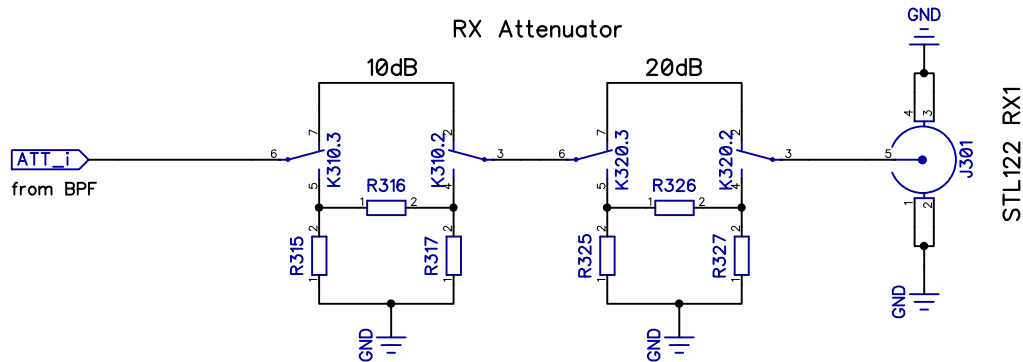 RX Attenuator
GND
10dB
20dB
7
K310.3
2
K310.2
7
K320.3
2
K320.2
4
3
ATT_i
6
3
6
3
5
J301
STL122 RX1
from BPF
5
4
5
4
R316
1
2
R326
1
2
1
2
2
R315
1
2
R317
1
2
R325
1
2
R327
1
GND
GND
GND